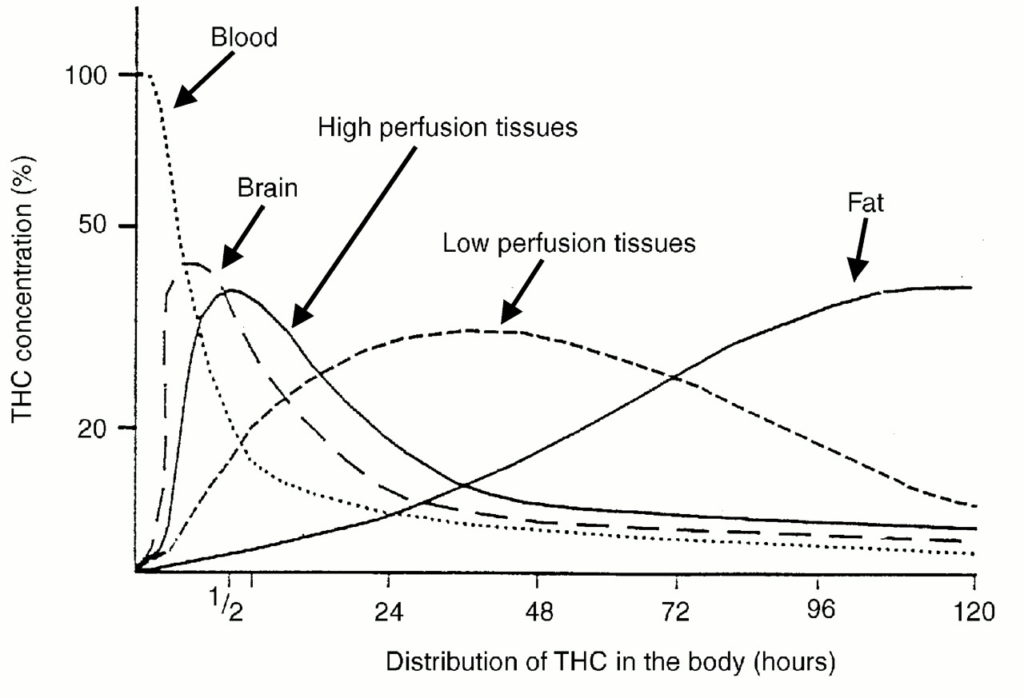 Blood
100
High perfusion tissues
Brain
50
Fat
Low perfusion tissues
THC concentration (%)
20
1/2
24
48
72
96
120
Distribution of THC in the body (hours)